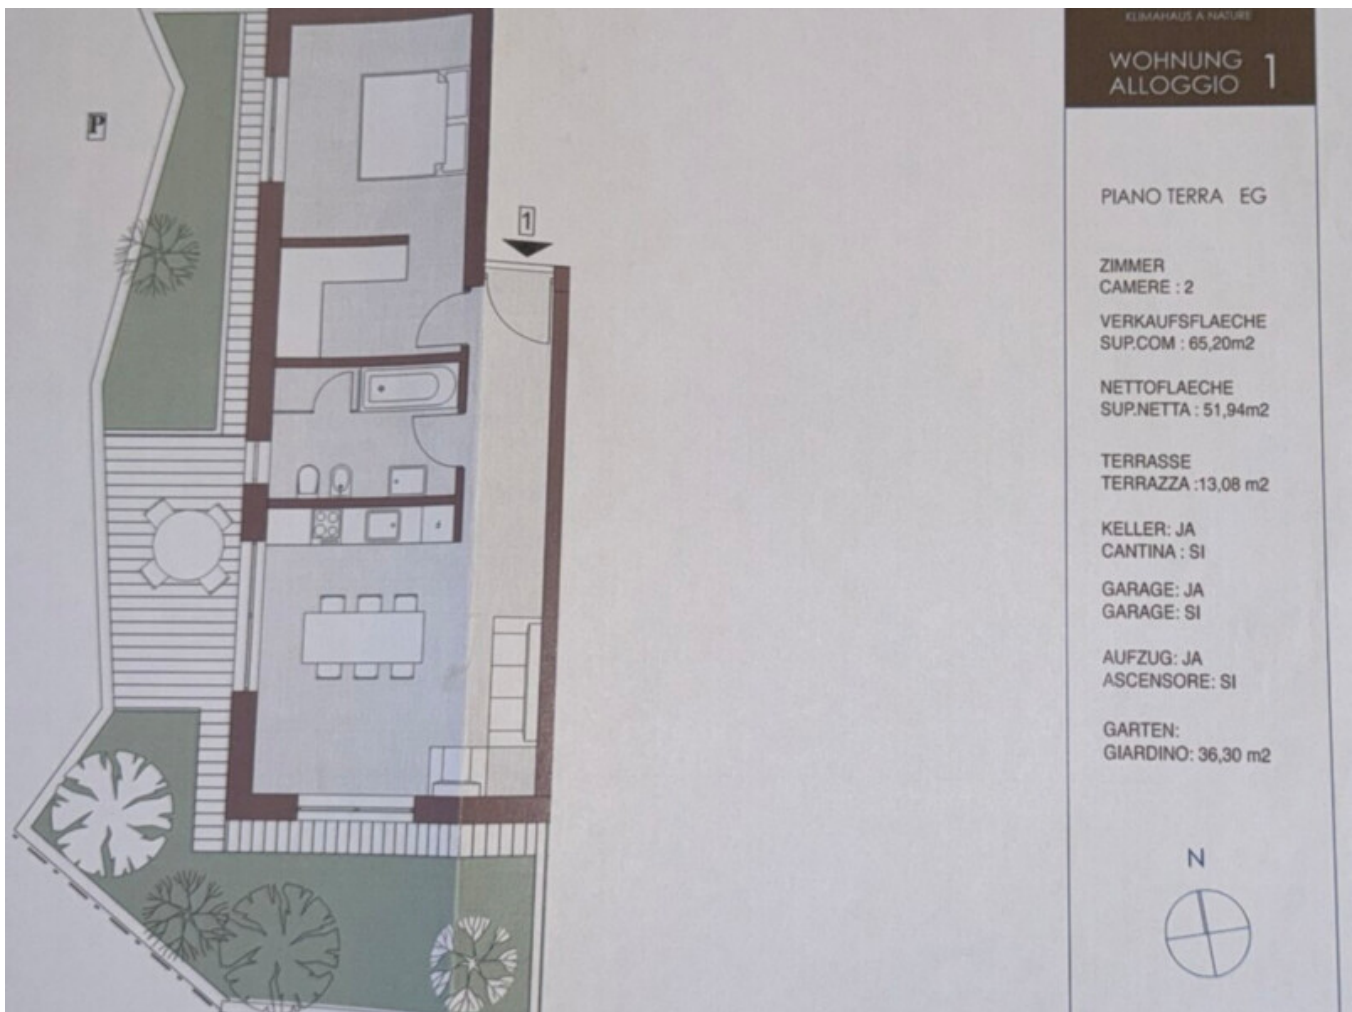 KLIMAHAUS A NATURE
WOHNUNG
ALLOGGIO 1
P
1
PIANO TERRA EG
ZIMMER
CAMERE : 2
VERKAUFSFLAECHE
SUP.COM : 65,20m2
NETTOFLAECHE
SUP.NETTA : 51,94m2
TERRASSE
TERRAZZA :13,08 m2
KELLER: JA
CANTINA : SI
GARAGE: JA
GARAGE: SI
AUFZUG: JA
ASCENSORE: SI
GARTEN:
GIARDINO: 36,30 m2
N